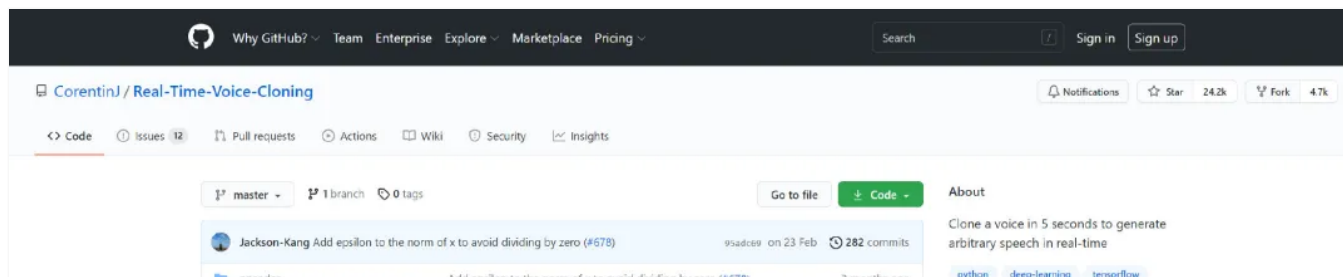 Why GitHub? Team Enterprise Explore Marketplace Pricing Search / Sign in Sign up
CorentinJ / Real-Time-Voice-Cloning Notifications Star 24.2k Fork 4.7k
Code Issues 12 Pull requests Actions Wiki Security Insights
master 1 branch 0 tags Go to file Code About
Clone a voice in 5 seconds to generate
Jackson-Kang Add epsilon to the norm of x to avoid dividing by zero (#678) 95adc69 on 23 Feb 282 commits arbitrary speech in real-time
python deep-learning tensorflow